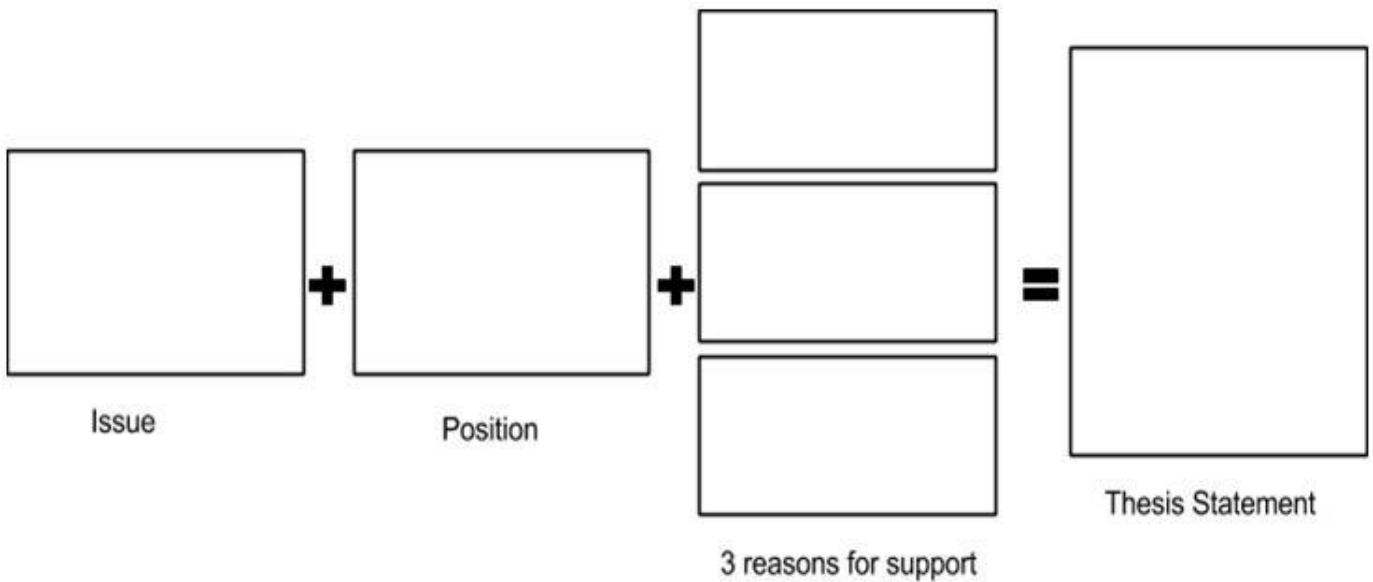 Issue
Position
3 reasons for support
Thesis Statement